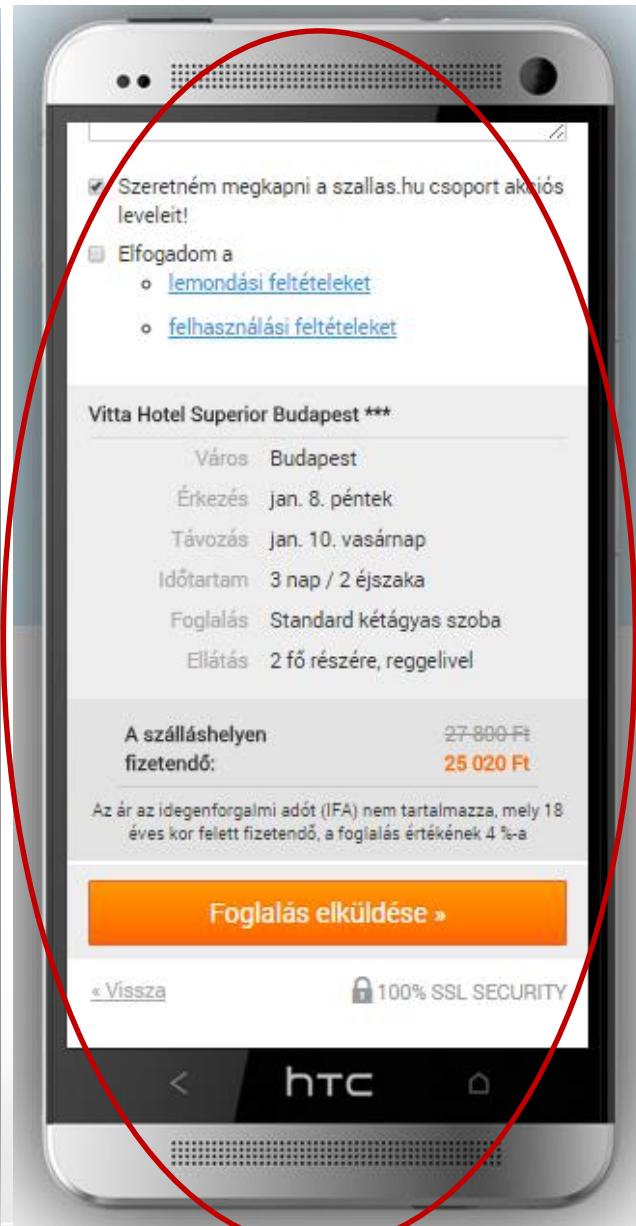 Szeretném megkapni a szallas.hu csoport akciós
leveleit!
Elfogadom a
lemondási feltételeket
felhasználási feltételeket
Vitta Hotel Superior Budapest ***
Város Budapest
Érkezés jan. 8. péntek
Távozás jan. 10. vasárnap
Időtartam 3 nap / 2 éjszaka
Foglalás Standard kétágyas szoba
Ellátás 2 fő részére, reggelivel
A szálláshelyen 27 800 Ft
fizetendő: 25 020 Ft
Az ár az idegenforgalmi adót (IFA) nem tartalmazza, mely 18
éves kor felett fizetendő, a foglalás értékének 4 %-a
Foglalás elküldése »
« Vissza 100% SSL SECURITY
hTC